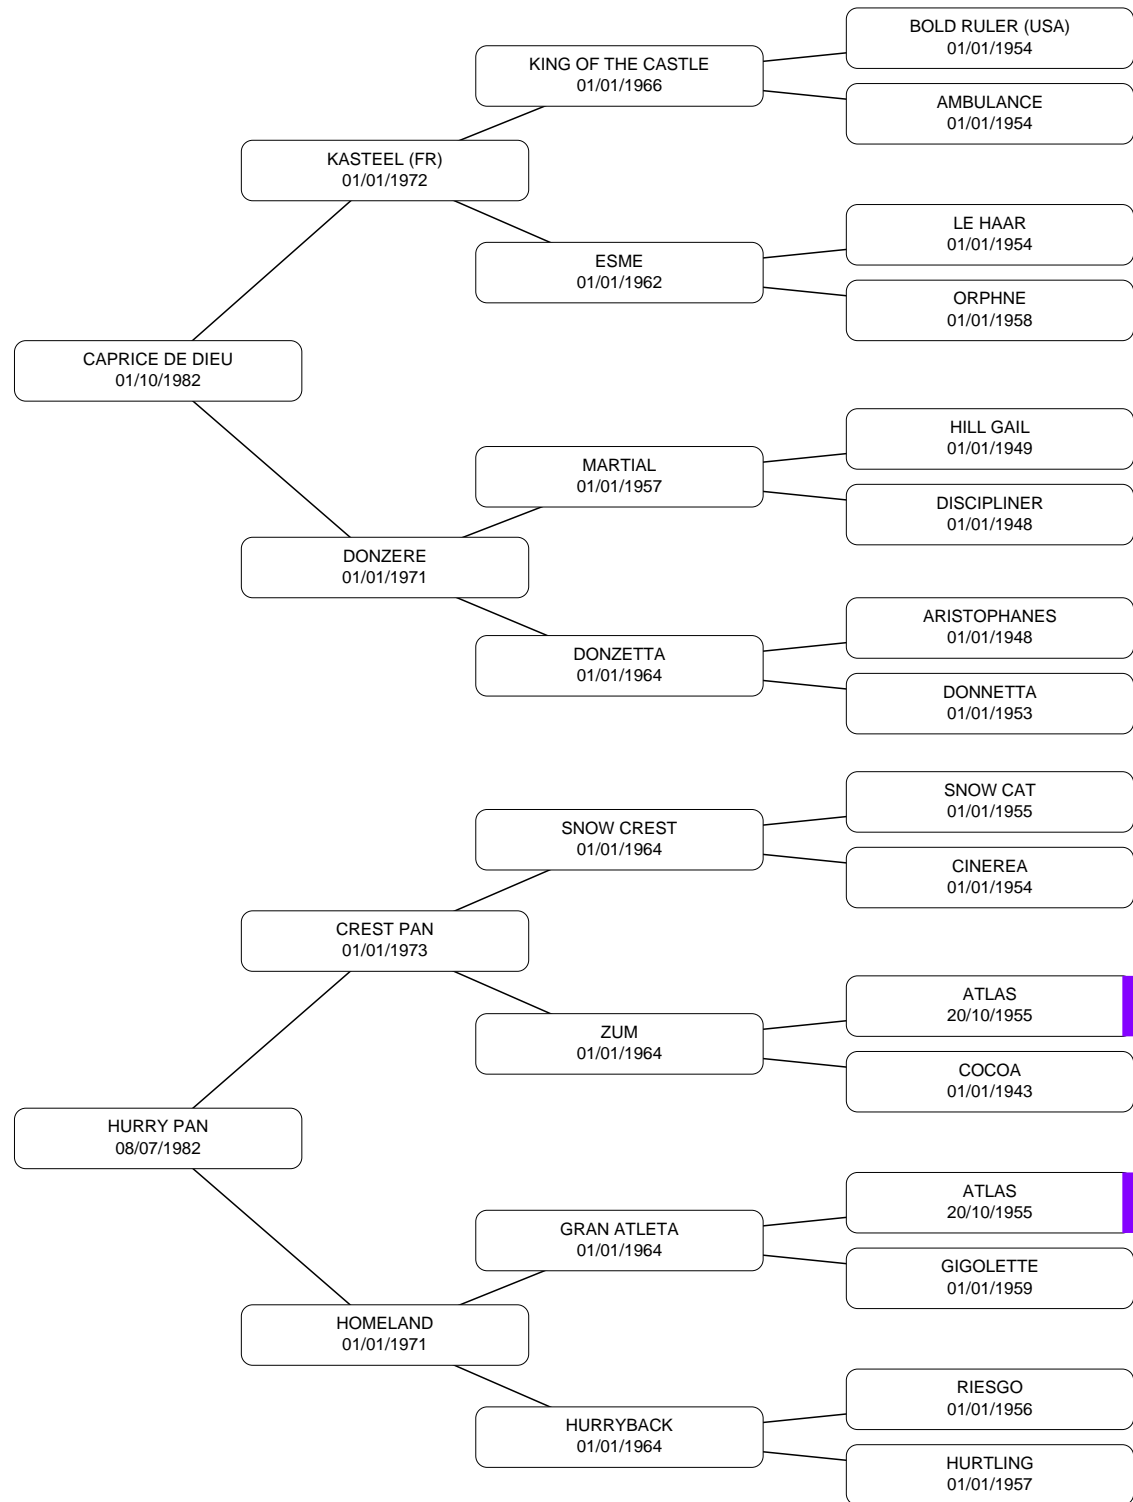 BOLD RULER (USA)
01/01/1954
KING OF THE CASTLE
01/01/1966
AMBULANCE
01/01/1954
KASTEEL (FR)
01/01/1972
LE HAAR
01/01/1954
ESME
01/01/1962
ORPHNE
01/01/1958
CAPRICE DE DIEU
01/10/1982
HILL GAIL
01/01/1949
MARTIAL
01/01/1957
DISCIPLINER
01/01/1948
DONZERE
01/01/1971
ARISTOPHANES
01/01/1948
DONZETTA
01/01/1964
DONNETTA
01/01/1953
SNOW CAT
01/01/1955
SNOW CREST
01/01/1964
CINEREA
01/01/1954
CREST PAN
01/01/1973
ATLAS
20/10/1955
ZUM
01/01/1964
COCOA
01/01/1943
HURRY PAN
08/07/1982
ATLAS
20/10/1955
GRAN ATLETA
01/01/1964
GIGOLETTE
01/01/1959
HOMELAND
01/01/1971
RIESGO
01/01/1956
HURRYBACK
01/01/1964
HURTLING
01/01/1957